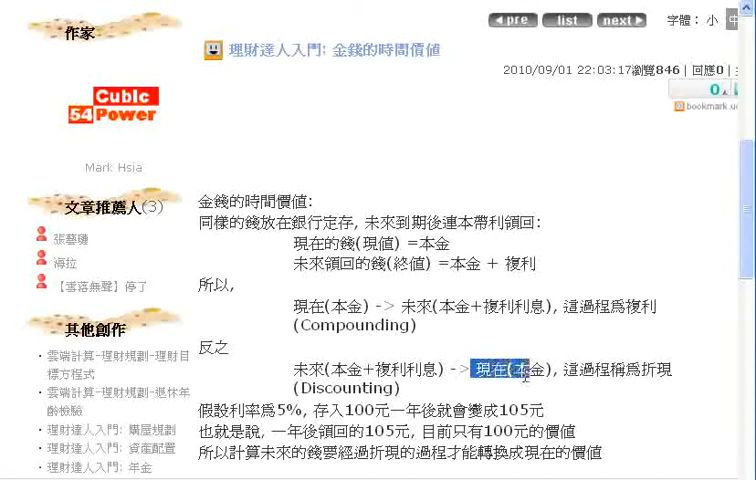 pre
list
next
字體： 小 中
作家
理財達人入門: 金錢的時間價值
2010/09/01 22:03:17瀏覽846 | 回應0 |
0人
bookmark.u
Cubic
54 Power
Mark Hsia
文章推薦人(3)
張藝瓊
海拉
【雲落無聲】停了
其他創作
雲端計算-理財規劃-理財目
標方程式
雲端計算-理財規劃-退休年
齡檢驗
理財達人入門: 購屋規劃
理財達人入門: 資產配置
理財達人入門: 年金
金錢的時間價值:
同樣的錢放在銀行定存, 未來到期後連本帶利領回:
現在的錢(現值) =本金
未來領回的錢(終值) =本金 + 複利
所以,
現在(本金) -> 未來(本金+複利利息), 這過程為複利
(Compounding)
反之
未來(本金+複利利息) -> 現在(本金), 這過程稱為折現
(Discounting)
假設利率為5%, 存入100元一年後就會變成105元
也就是說, 一年後領回的105元, 目前只有100元的價值
所以計算未來的錢要經過折現的過程才能轉換成現在的價值